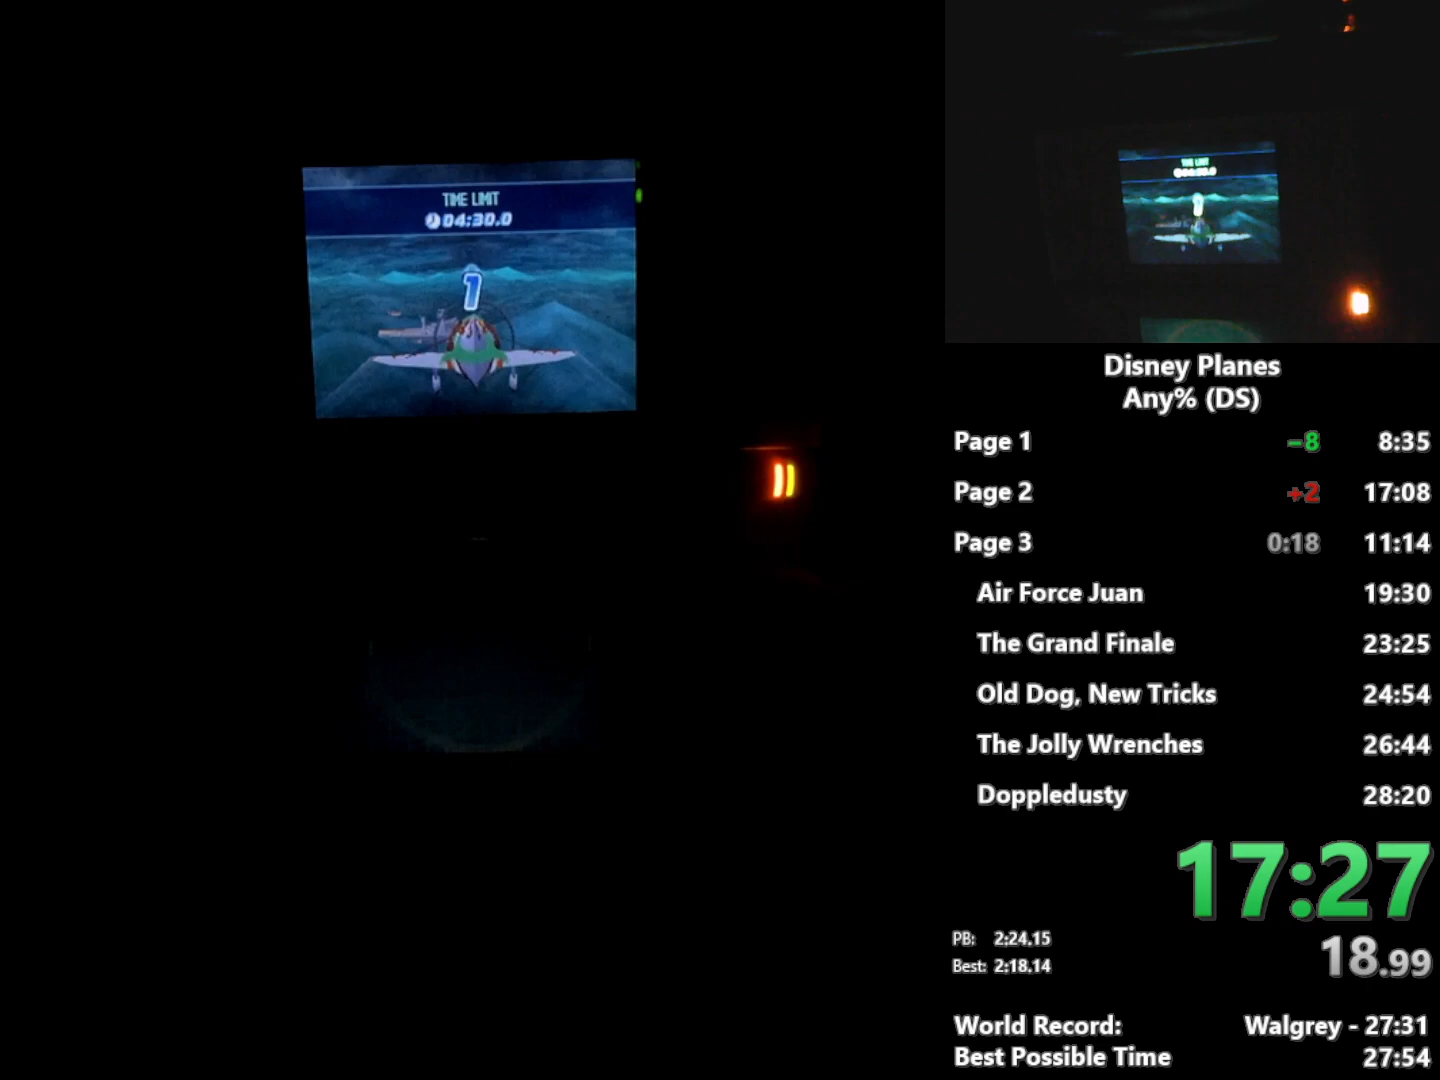 TIME LIMIT
04:30.0
1
TIME LIMIT
Disney Planes
Any% (DS)
Page 1 -8 8:35
Page 2 +2 17:08
Page 3 0:18 11:14
Air Force Juan 19:30
The Grand Finale 23:25
Old Dog, New Tricks 24:54
The Jolly Wrenches 26:44
Doppledusty 28:20
17:27
PB: 2:24.15
18.99
Best: 2:18.14
World Record: Walgrey - 27:31
Best Possible Time 27:54